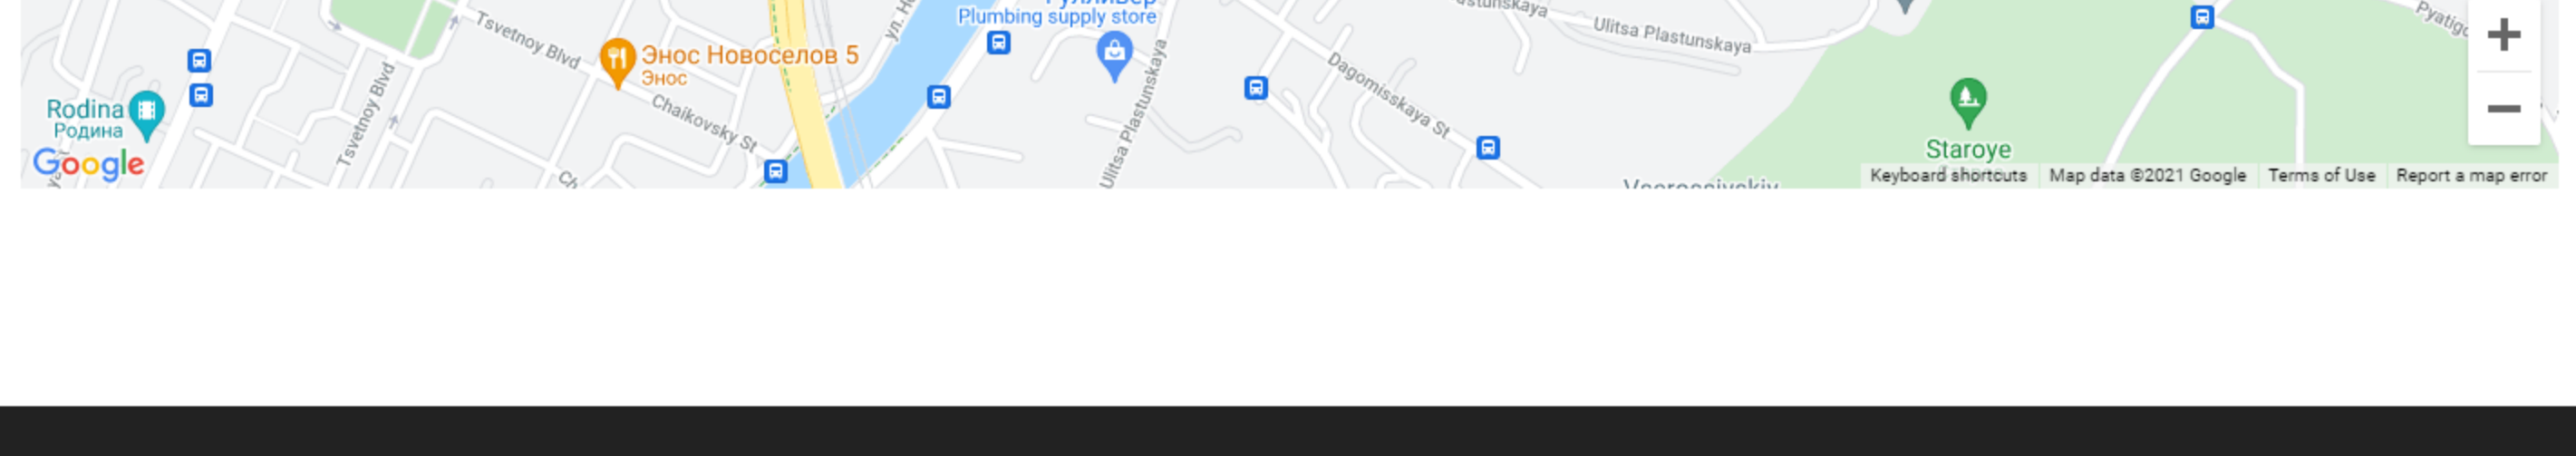 Plumbing supply store
Ulitsa Plastunskaya
Tsvetnoy Blvd
Энос Новоселов 5
Энос
Dagomisskaya St
Rodina
Родина
Chaikovsky St
Tsvetnoy Blvd
Ulitsa Plastunskaya
Staroye
Google
Keyboard shortcuts Map data ©2021 Google Terms of Use Report a map error